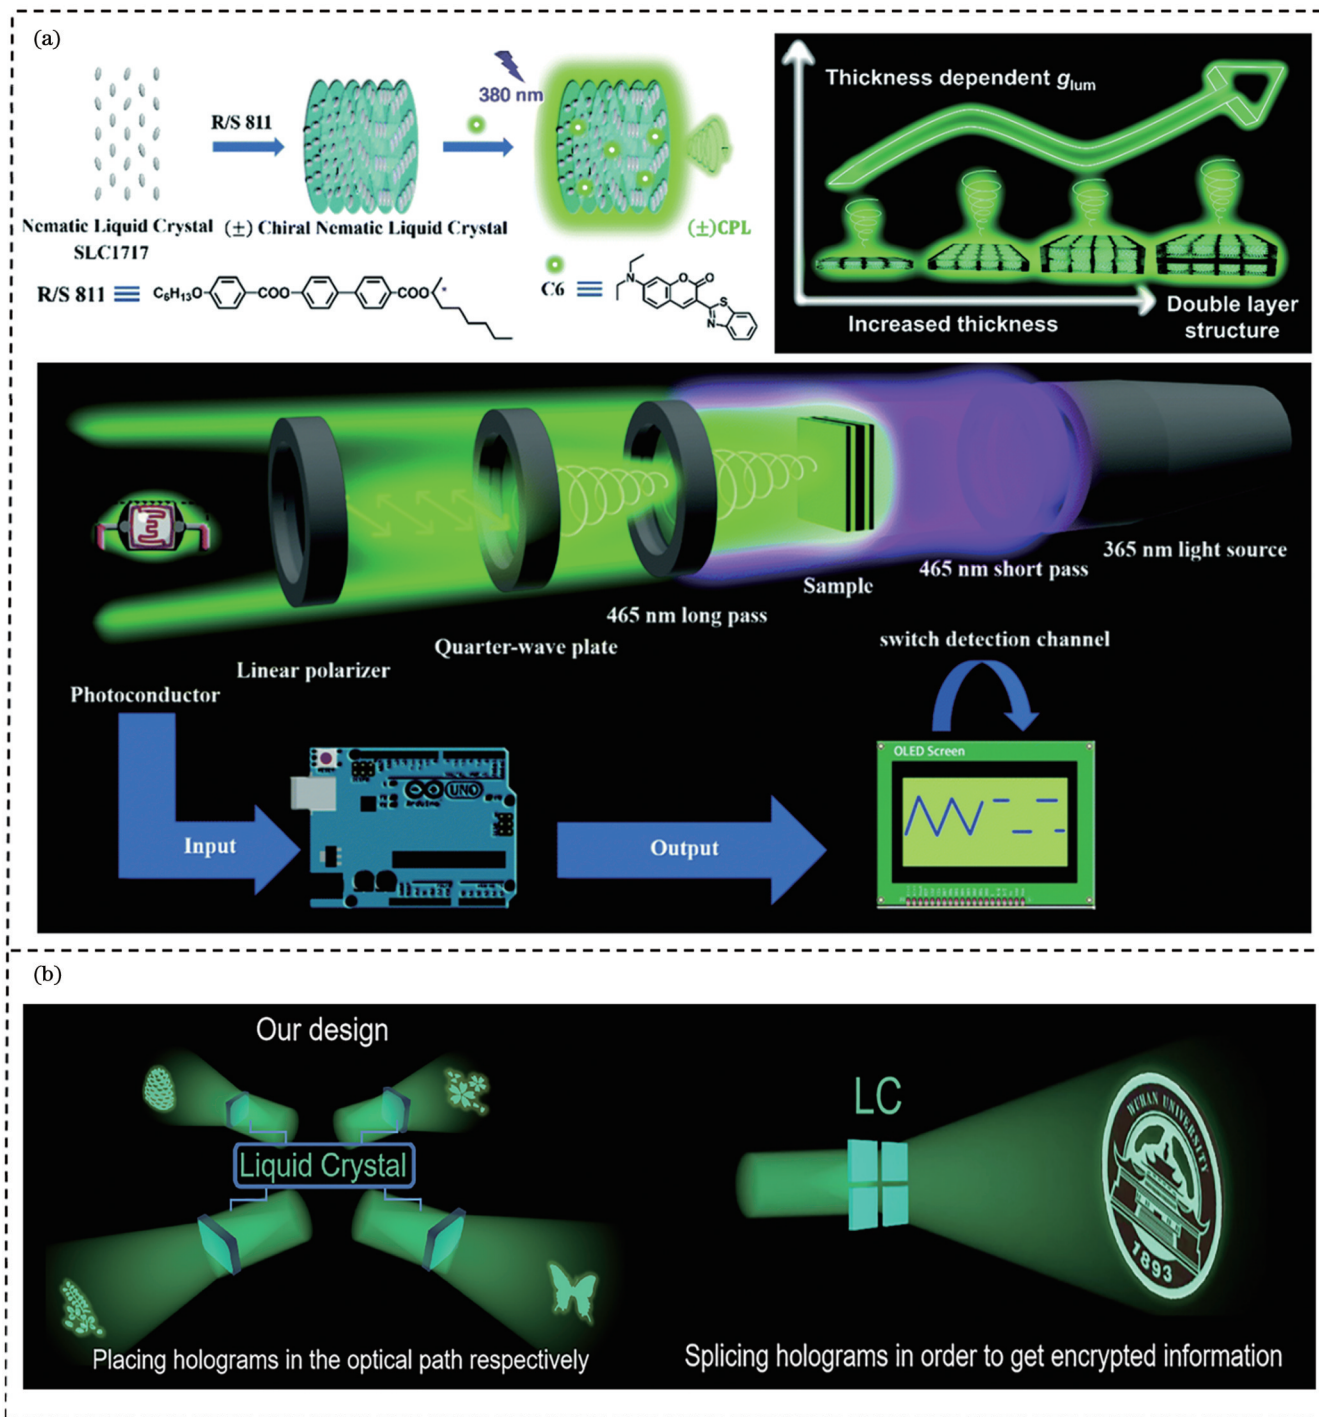 (a)
R/S 811
380 nm
Nematic Liquid Crystal
SLC1717
(±) Chiral Nematic Liquid Crystal
(±)CPL
R/S 811
C₆H₁₃O
COO
COO
*
C6
N
O
O
S
N
Thickness dependent gₗᵤₘ
Increased thickness
Double layer
structure
365 nm light source
465 nm short pass
Sample
465 nm long pass
Quarter-wave plate
Linear polarizer
Photoconductor
switch detection channel
Input
UNO
Output
OLED Screen
(b)
Our design
Liquid Crystal
Placing holograms in the optical path respectively
LC
WUHAN UNIVERSITY
1893
Splicing holograms in order to get encrypted information